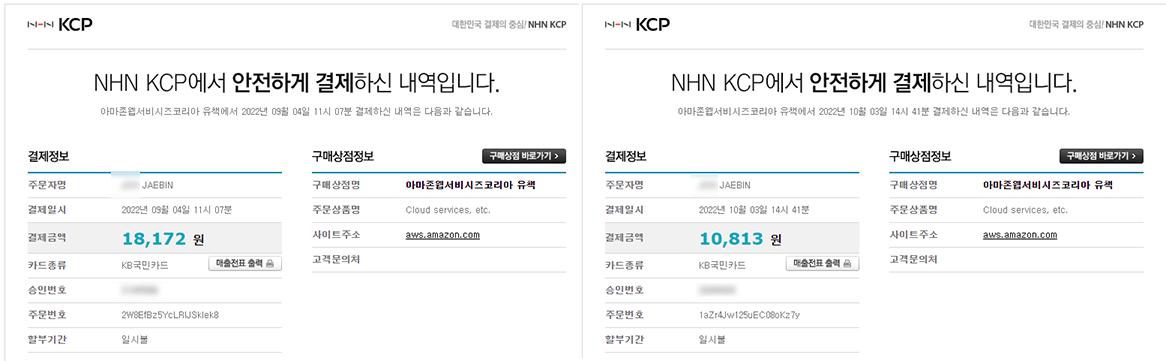 NHN KCP
대한민국 결제의 중심! NHN KCP
NHN KCP에서 안전하게 결제하신 내역입니다.
아마존웹서비시즈코리아 유책에서 2022년 09월 04일 11시 07분 결제하신 내역은 다음과 같습니다.
결제정보
주문자명 JAEBIN
결제일시 2022년 09월 04일 11시 07분
결제금액 18,172 원
카드종류 KB국민카드 매출전표 출력
승인번호
주문번호 2W8EfBz5YcLRIJSklek8
할부기간 일시불
구매상점정보 구매상점 바로가기 >
구매상점명 아마존웹서비시즈코리아 유책
주문상품명 Cloud services, etc.
사이트주소 aws.amazon.com
고객문의처
NHN KCP
대한민국 결제의 중심! NHN KCP
NHN KCP에서 안전하게 결제하신 내역입니다.
아마존웹서비시즈코리아 유책에서 2022년 10월 03일 14시 41분 결제하신 내역은 다음과 같습니다.
결제정보
주문자명 JAEBIN
결제일시 2022년 10월 03일 14시 41분
결제금액 10,813 원
카드종류 KB국민카드 매출전표 출력
승인번호
주문번호 1aZr4Jw125uEC08oKz7y
할부기간 일시불
구매상점정보 구매상점 바로가기 >
구매상점명 아마존웹서비시즈코리아 유책
주문상품명 Cloud services, etc.
사이트주소 aws.amazon.com
고객문의처